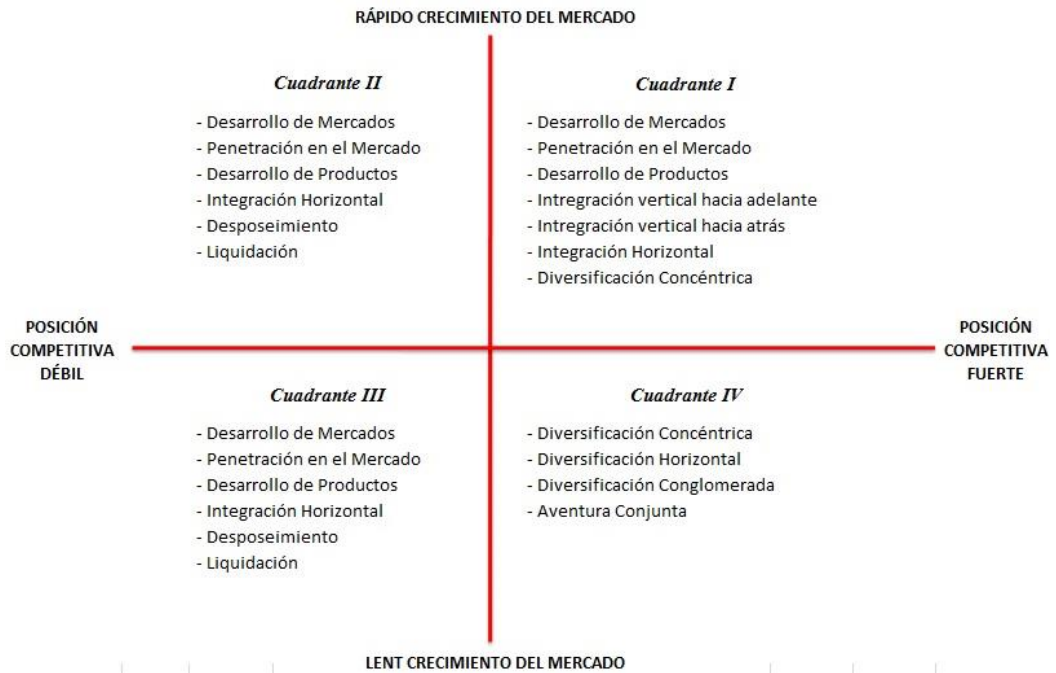 RÁPIDO CRECIMIENTO DEL MERCADO
Cuadrante II
- Desarrollo de Mercados
- Penetración en el Mercado
- Desarrollo de Productos
- Integración Horizontal
- Desposeimiento
- Liquidación
Cuadrante I
- Desarrollo de Mercados
- Penetración en el Mercado
- Desarrollo de Productos
- Intregración vertical hacia adelante
- Intregración vertical hacia atrás
- Integración Horizontal
- Diversificación Concéntrica
POSICIÓN
COMPETITIVA
DÉBIL
POSICIÓN
COMPETITIVA
FUERTE
Cuadrante III
- Desarrollo de Mercados
- Penetración en el Mercado
- Desarrollo de Productos
- Integración Horizontal
- Desposeimiento
- Liquidación
Cuadrante IV
- Diversificación Concéntrica
- Diversificación Horizontal
- Diversificación Conglomerada
- Aventura Conjunta
LENT CRECIMIENTO DEL MERCADO